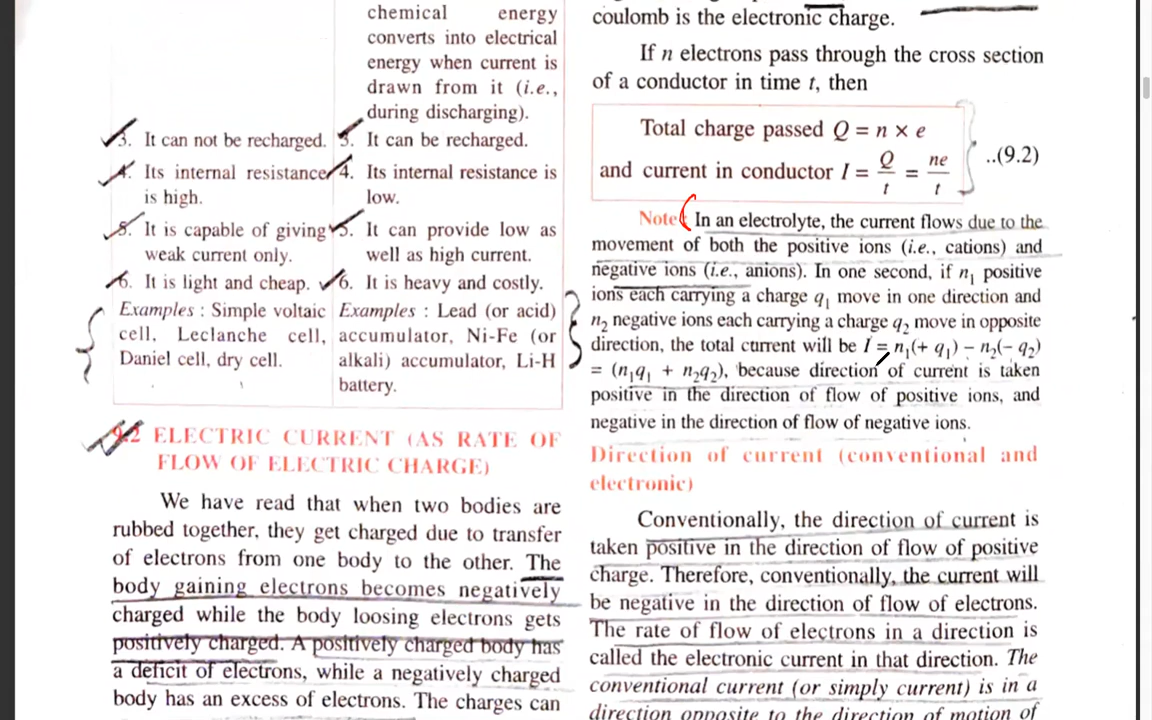 chemical energy
converts into electrical
energy when current is
drawn from it (i.e.,
during discharging).
3. It can not be recharged. 3. It can be recharged.
4. Its internal resistance 4. Its internal resistance is
is high. low.
5. It is capable of giving 5. It can provide low as
weak current only. well as high current.
6. It is light and cheap. 6. It is heavy and costly.
Examples : Simple voltaic Examples : Lead (or acid)
cell, Leclanche cell, accumulator, Ni-Fe (or
Daniel cell, dry cell. alkali) accumulator, Li-H
battery.
9.2 ELECTRIC CURRENT (AS RATE OF
FLOW OF ELECTRIC CHARGE)
We have read that when two bodies are
rubbed together, they get charged due to transfer
of electrons from one body to the other. The
body gaining electrons becomes negatively
charged while the body loosing electrons gets
positively charged. A positively charged body has
a deficit of electrons, while a negatively charged
body has an excess of electrons. The charges can
coulomb is the electronic charge.
If n electrons pass through the cross section
of a conductor in time t, then
Total charge passed Q = n × e
and current in conductor I = Q/t = ne/t ..(9.2)
Note : In an electrolyte, the current flows due to the
movement of both the positive ions (i.e., cations) and
negative ions (i.e., anions). In one second, if n₁ positive
ions each carrying a charge q₁ move in one direction and
n₂ negative ions each carrying a charge q₂ move in opposite
direction, the total current will be I = n₁(+ q₁) − n₂(− q₂)
= (n₁q₁ + n₂q₂), because direction of current is taken
positive in the direction of flow of positive ions, and
negative in the direction of flow of negative ions.
Direction of current (conventional and
electronic)
Conventionally, the direction of current is
taken positive in the direction of flow of positive
charge. Therefore, conventionally, the current will
be negative in the direction of flow of electrons.
The rate of flow of electrons in a direction is
called the electronic current in that direction. The
conventional current (or simply current) is in a
direction opposite to the direction of motion of